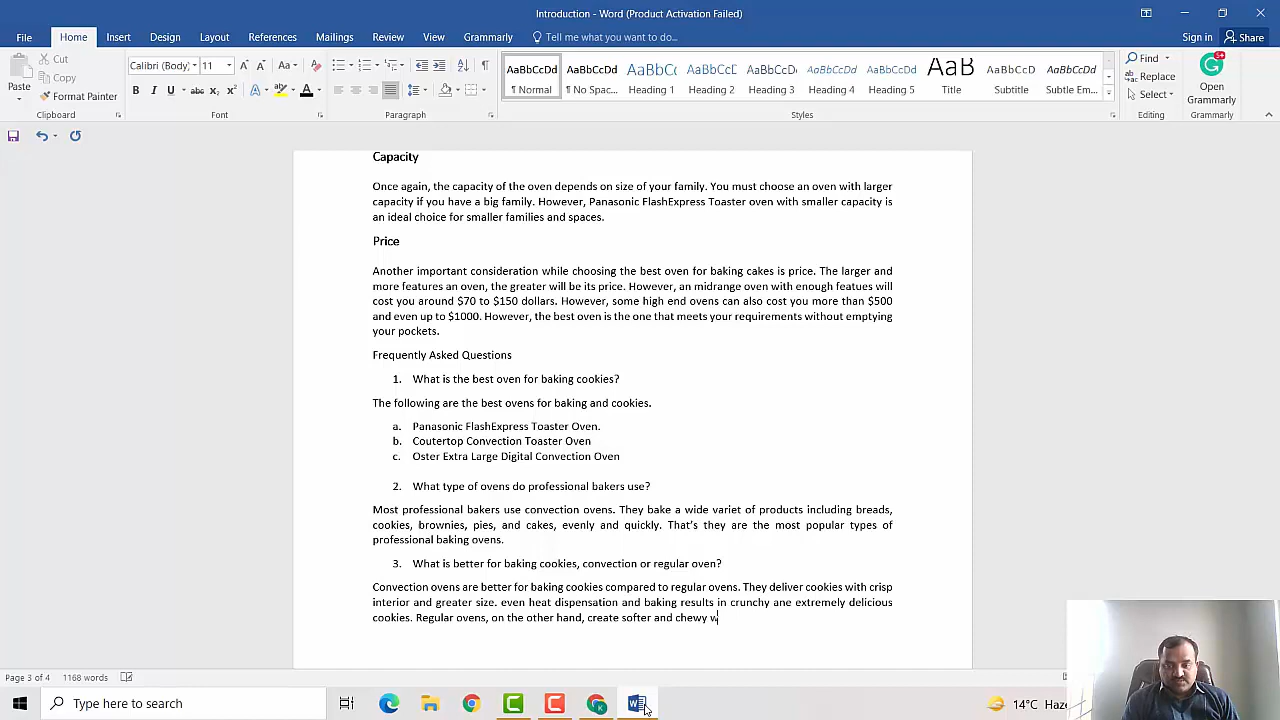 Introduction - Word (Product Activation Failed)
File Home Insert Design Layout References Mailings Review View Grammarly Tell me what you want to do... Sign in Share
Cut
Copy
Format Painter
Paste
Clipboard
Calibri (Body) 11
Font
Paragraph
AaBbCcDd AaBbCcDd AaBbC AaBbCcD AaBbCcD AaBbCcDd AaBbCcDd AaB AaBbCcD AaBbCcDd
¶ Normal ¶ No Spac... Heading 1 Heading 2 Heading 3 Heading 4 Heading 5 Title Subtitle Subtle Em...
Styles
Find
Replace
Select
Editing
Open
Grammarly
Grammarly
Capacity
Once again, the capacity of the oven depends on size of your family. You must choose an oven with larger
capacity if you have a big family. However, Panasonic FlashExpress Toaster oven with smaller capacity is
an ideal choice for smaller families and spaces.
Price
Another important consideration while choosing the best oven for baking cakes is price. The larger and
more features an oven, the greater will be its price. However, an midrange oven with enough featues will
cost you around $70 to $150 dollars. However, some high end ovens can also cost you more than $500
and even up to $1000. However, the best oven is the one that meets your requirements without emptying
your pockets.
Frequently Asked Questions
1. What is the best oven for baking cookies?
The following are the best ovens for baking and cookies.
a. Panasonic FlashExpress Toaster Oven.
b. Coutertop Convection Toaster Oven
c. Oster Extra Large Digital Convection Oven
2. What type of ovens do professional bakers use?
Most professional bakers use convection ovens. They bake a wide variet of products including breads,
cookies, brownies, pies, and cakes, evenly and quickly. That's they are the most popular types of
professional baking ovens.
3. What is better for baking cookies, convection or regular oven?
Convection ovens are better for baking cookies compared to regular ovens. They deliver cookies with crisp
interior and greater size. even heat dispensation and baking results in crunchy ane extremely delicious
cookies. Regular ovens, on the other hand, create softer and chewy w
Page 3 of 4 1168 words
Type here to search
14°C Haze